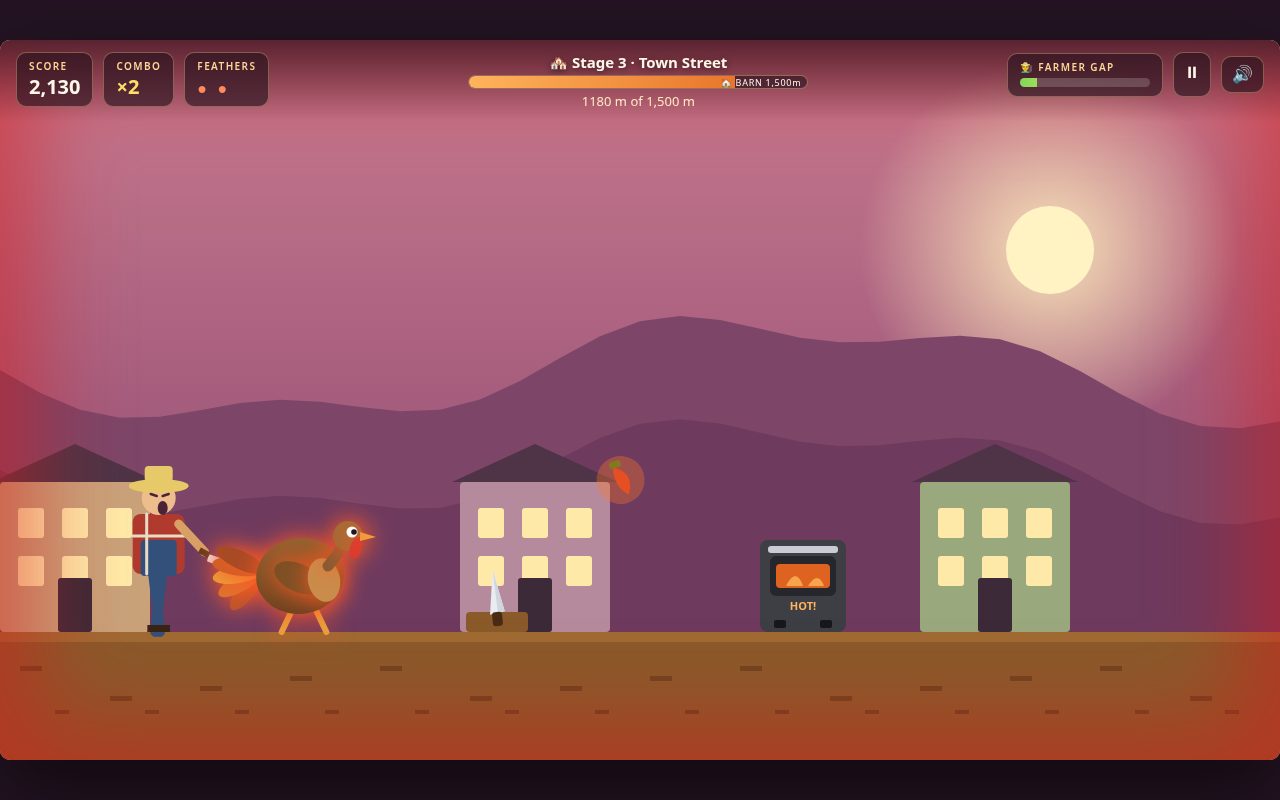 SCORE
2,130
COMBO
×2
FEATHERS
Stage 3 · Town Street
BARN 1,500m
1180 m of 1,500 m
FARMER GAP
HOT!